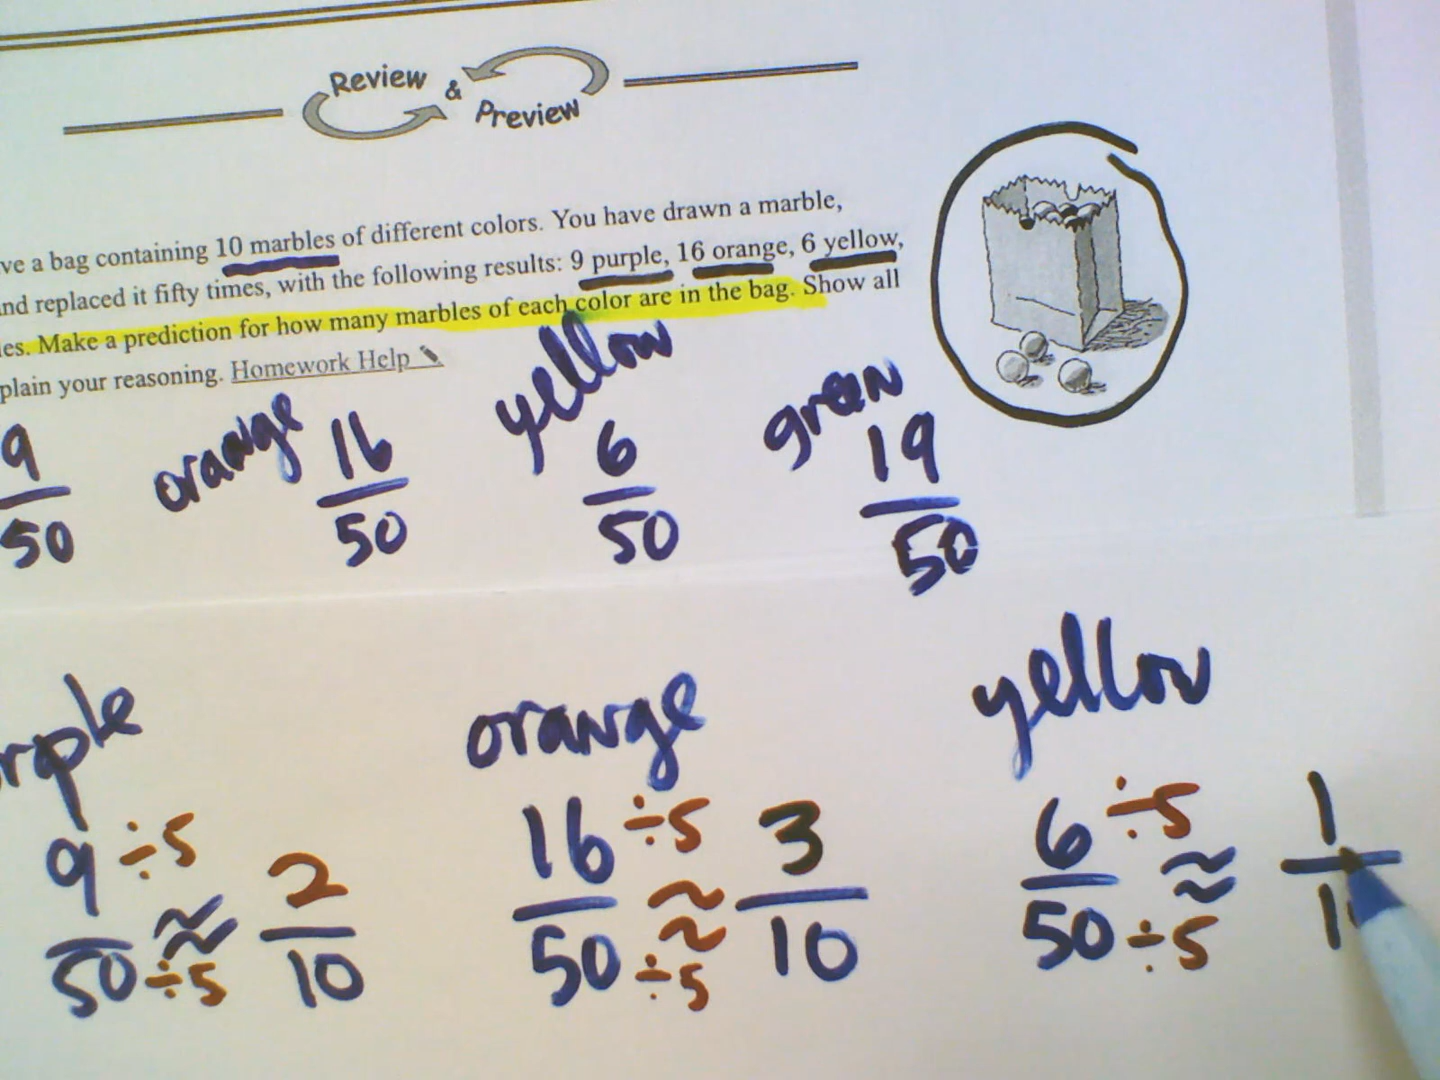 Review & Preview
ve a bag containing 10 marbles of different colors. You have drawn a marble,
nd replaced it fifty times, with the following results: 9 purple, 16 orange, 6 yellow,
es. Make a prediction for how many marbles of each color are in the bag. Show all
plain your reasoning. Homework Help ✎
9/50 orange 16/50 yellow 6/50 green 19/50
rple orange yellow
9/50 ÷5/÷5 ≈ 2/10 16/50 ÷5/÷5 ≈ 3/10 6/50 ÷5/÷5 ≈ 1/1